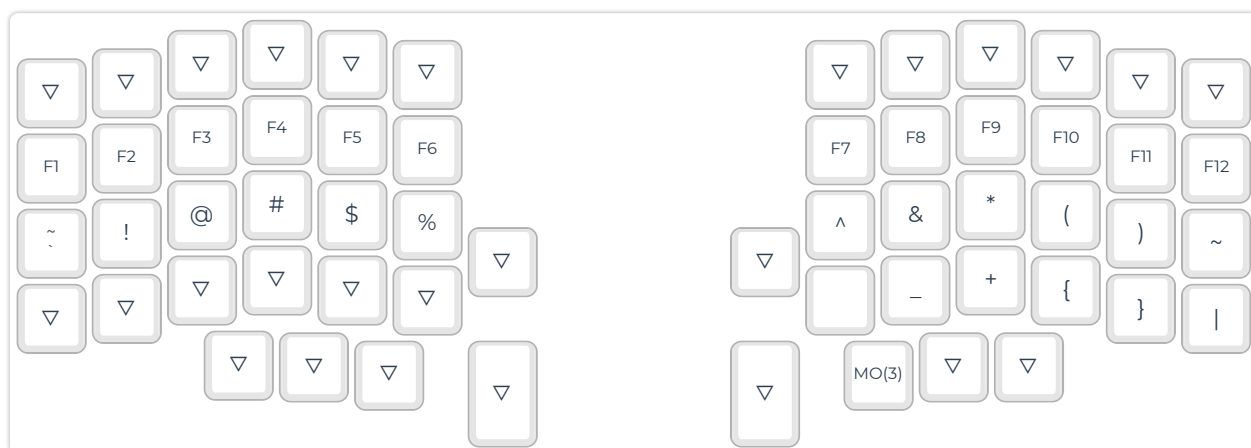 ▽ ▽ ▽ ▽ ▽ ▽ ▽ ▽ ▽ ▽ ▽ ▽
F1 F2 F3 F4 F5 F6 F7 F8 F9 F10 F11 F12
~
` ! @ # $ % ^ & * ( ) ~
▽ ▽
▽ ▽ ▽ ▽ ▽ ▽ _ + { } |
▽ ▽ ▽ ▽ ▽ MO(3) ▽ ▽